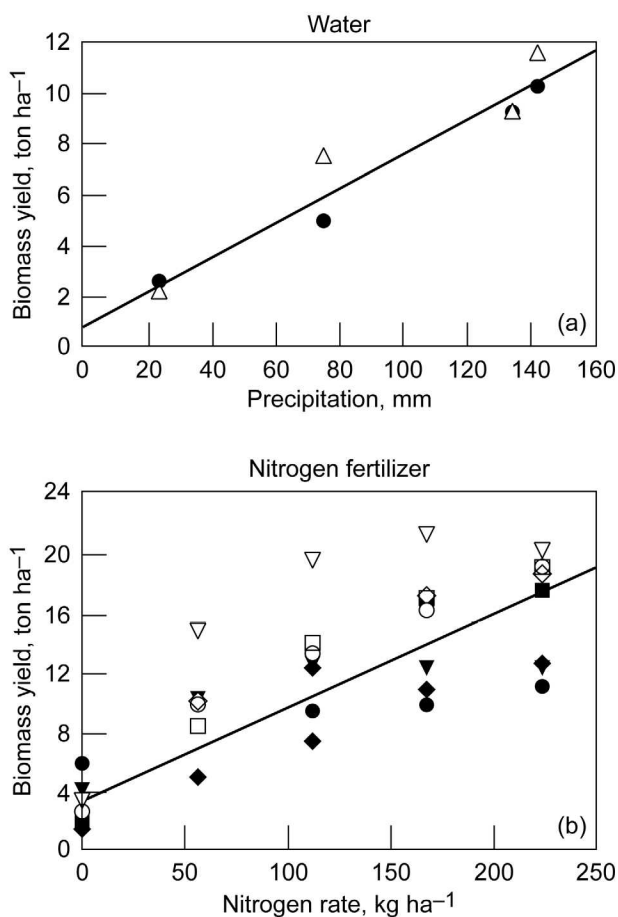 Water
Biomass yield, ton ha⁻¹
12
10
8
6
4
2
0
0 20 40 60 80 100 120 140 160
(a)
Precipitation, mm
Nitrogen fertilizer
Biomass yield, ton ha⁻¹
24
20
16
12
8
4
0
0 50 100 150 200 250
(b)
Nitrogen rate, kg ha⁻¹